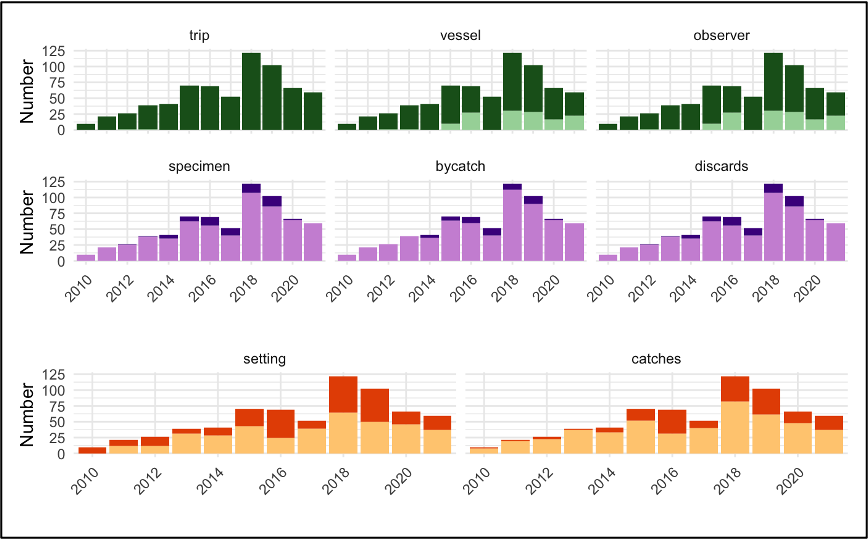 trip vessel observer
125
100
75
50
25
0
Number
specimen bycatch discards
125
100
75
50
25
0
Number
2010 2012 2014 2016 2018 2020 2010 2012 2014 2016 2018 2020 2010 2012 2014 2016 2018 2020
setting catches
125
100
75
50
25
0
Number
2010 2012 2014 2016 2018 2020 2010 2012 2014 2016 2018 2020